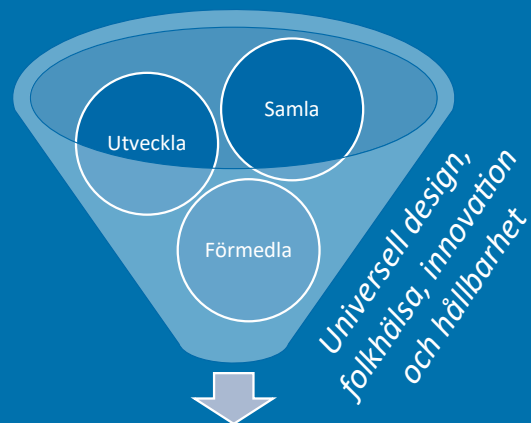 Samla
Utveckla
Förmedla
Universell design,
folkhälsa, innovation
och hållbarhet